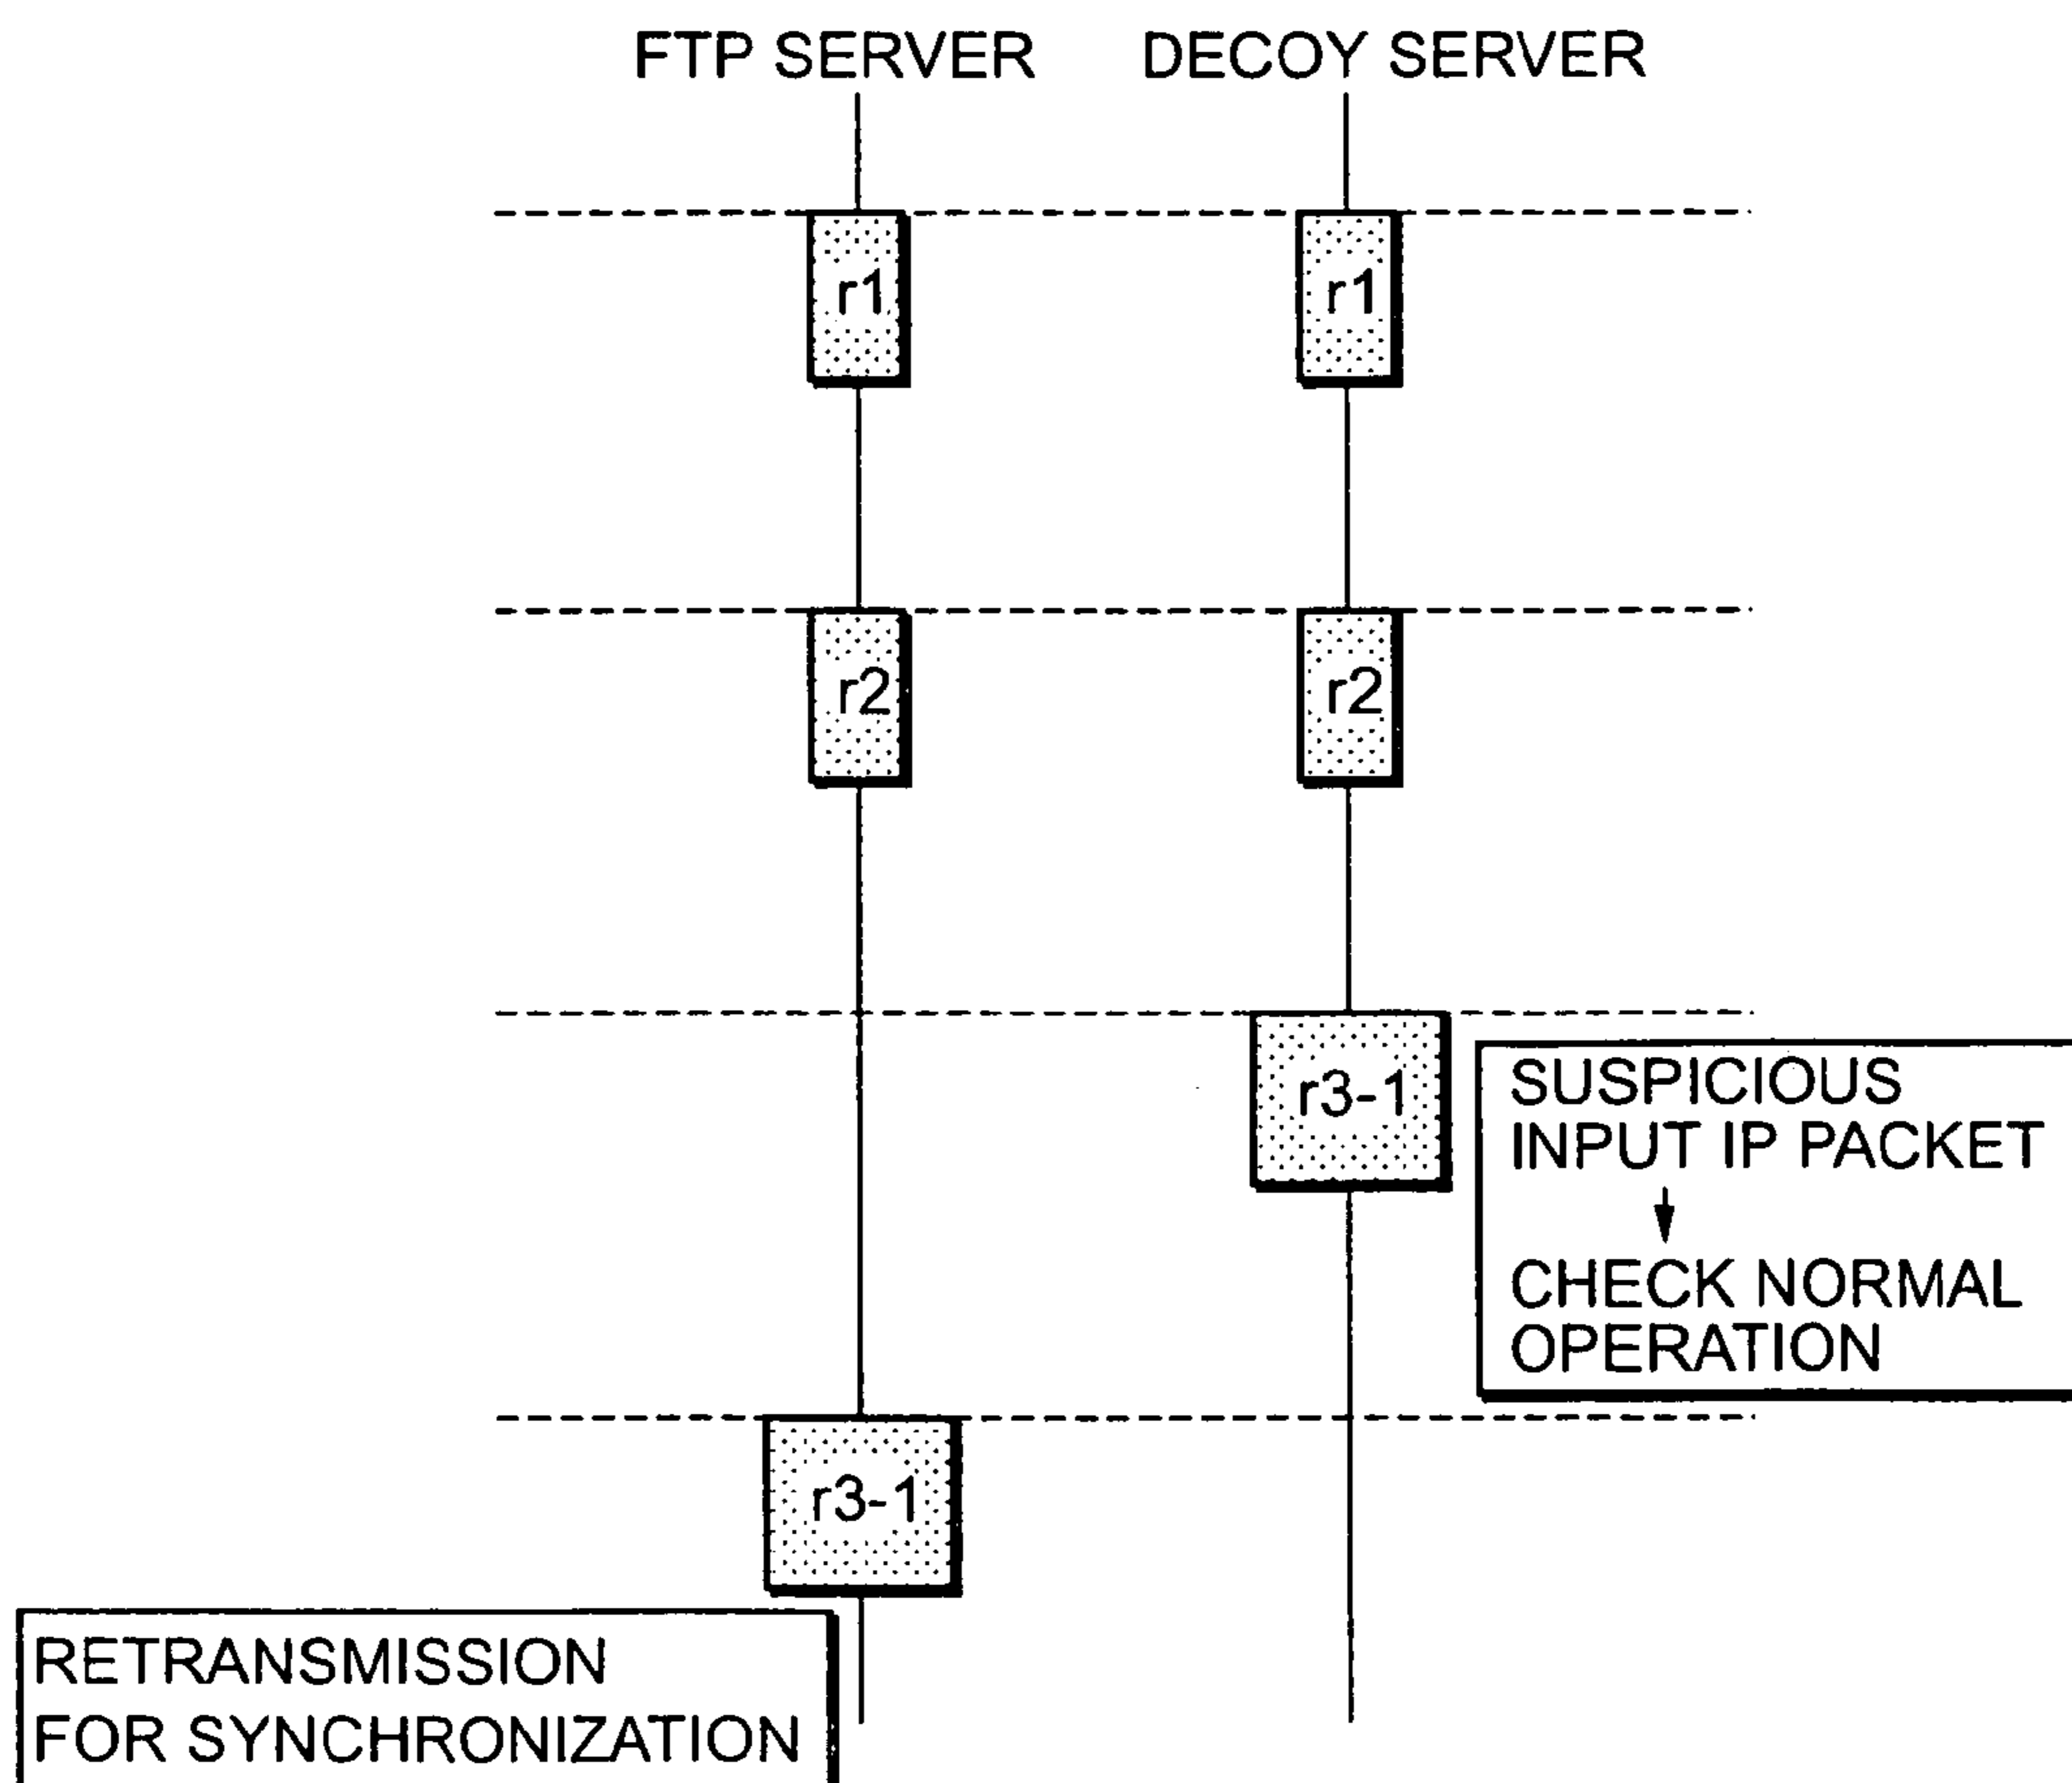 FTP SERVER DECOY SERVER
r1 r1
r2 r2
r3-1
SUSPICIOUS
INPUT IP PACKET
CHECK NORMAL
OPERATION
r3-1
RETRANSMISSION
FOR SYNCHRONIZATION